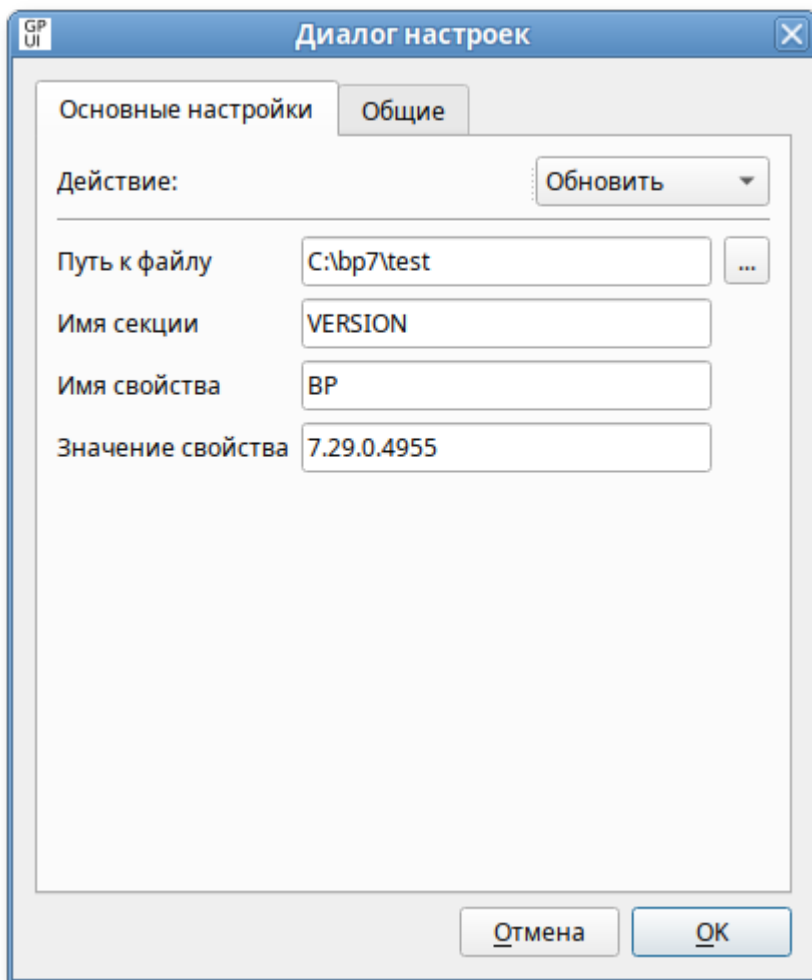 GP
UI
Диалог настроек
Основные настройки
Общие
Действие:
Обновить
Путь к файлу
C:\bp7\test
...
Имя секции
VERSION
Имя свойства
BP
Значение свойства
7.29.0.4955
Отмена
OK